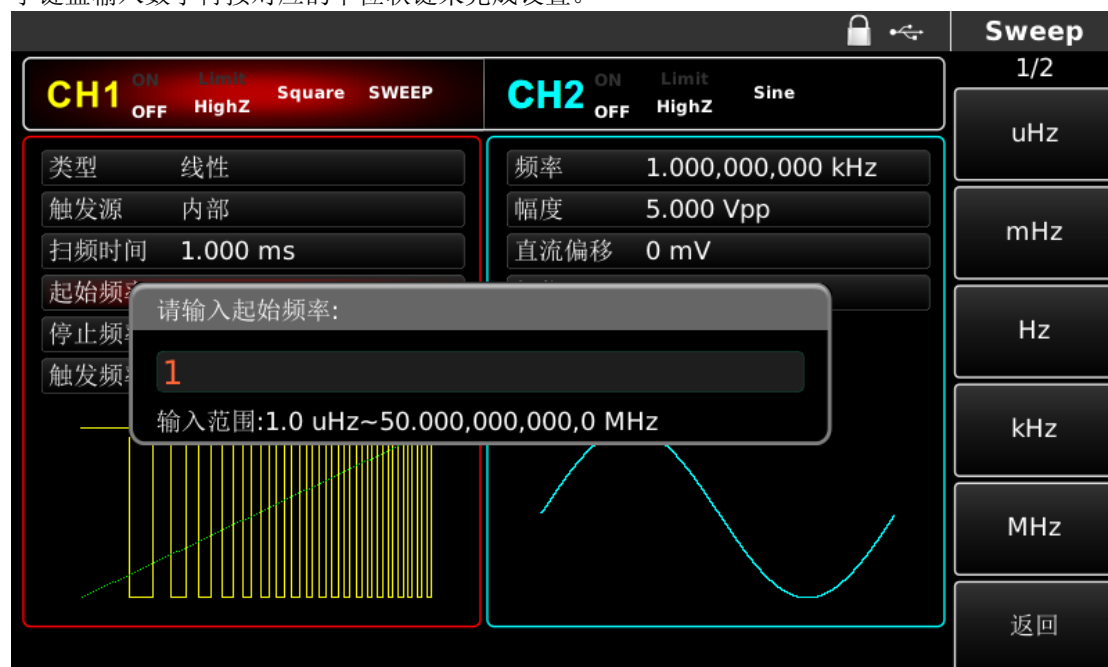 Sweep
1/2
CH1 ON OFF Limit HighZ Square SWEEP
CH2 ON OFF Limit HighZ Sine
uHz
类型 线性
频率 1.000,000,000 kHz
触发源 内部
幅度 5.000 Vpp
mHz
扫频时间 1.000 ms
直流偏移 0 mV
起始频
请输入起始频率:
停止频
Hz
触发频
1
输入范围:1.0 uHz~50.000,000,000,0 MHz
kHz
MHz
返回